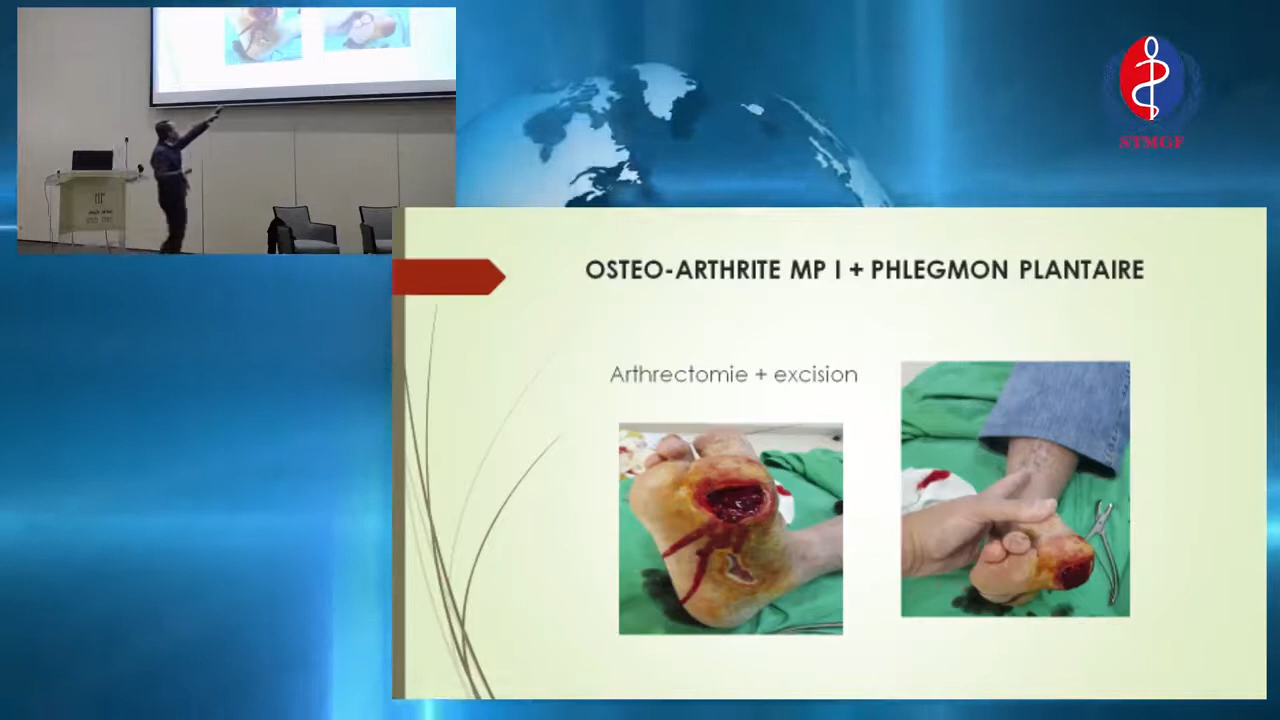 STMGF
OSTEO-ARTHRITE MP I + PHLEGMON PLANTAIRE
Arthrectomie + excision